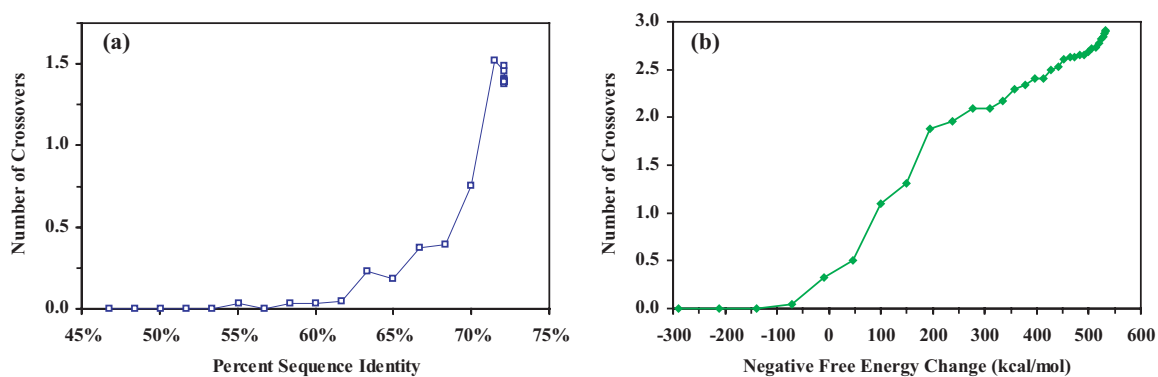 (a)
Number of Crossovers
1.5
1.0
0.5
0.0
45% 50% 55% 60% 65% 70% 75%
Percent Sequence Identity
(b)
Number of Crossovers
3.0
2.5
2.0
1.5
1.0
0.5
0.0
-300 -200 -100 0 100 200 300 400 500 600
Negative Free Energy Change (kcal/mol)